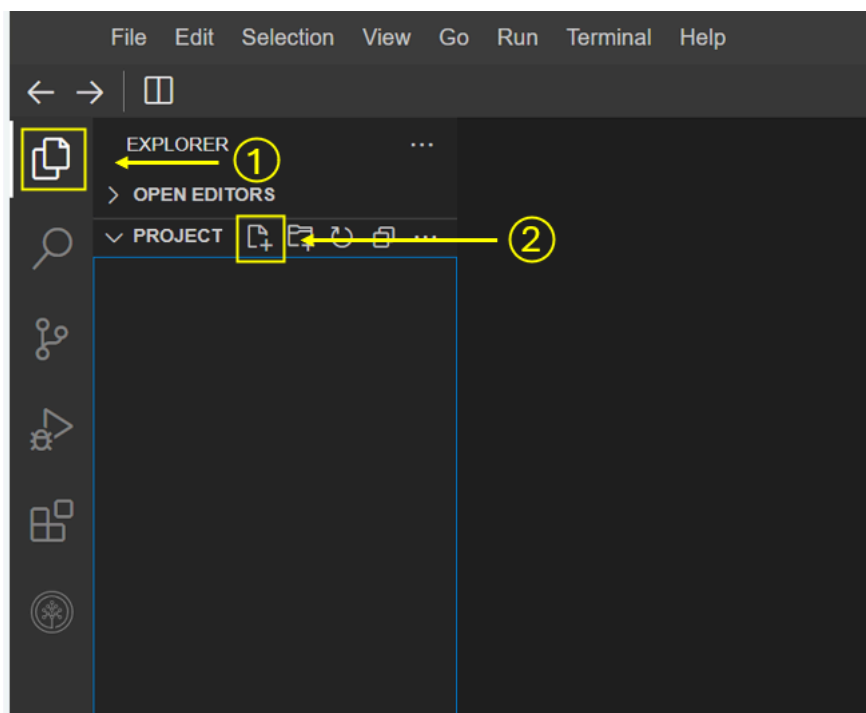 File Edit Selection View Go Run Terminal Help
EXPLORER
1
OPEN EDITORS
PROJECT
2